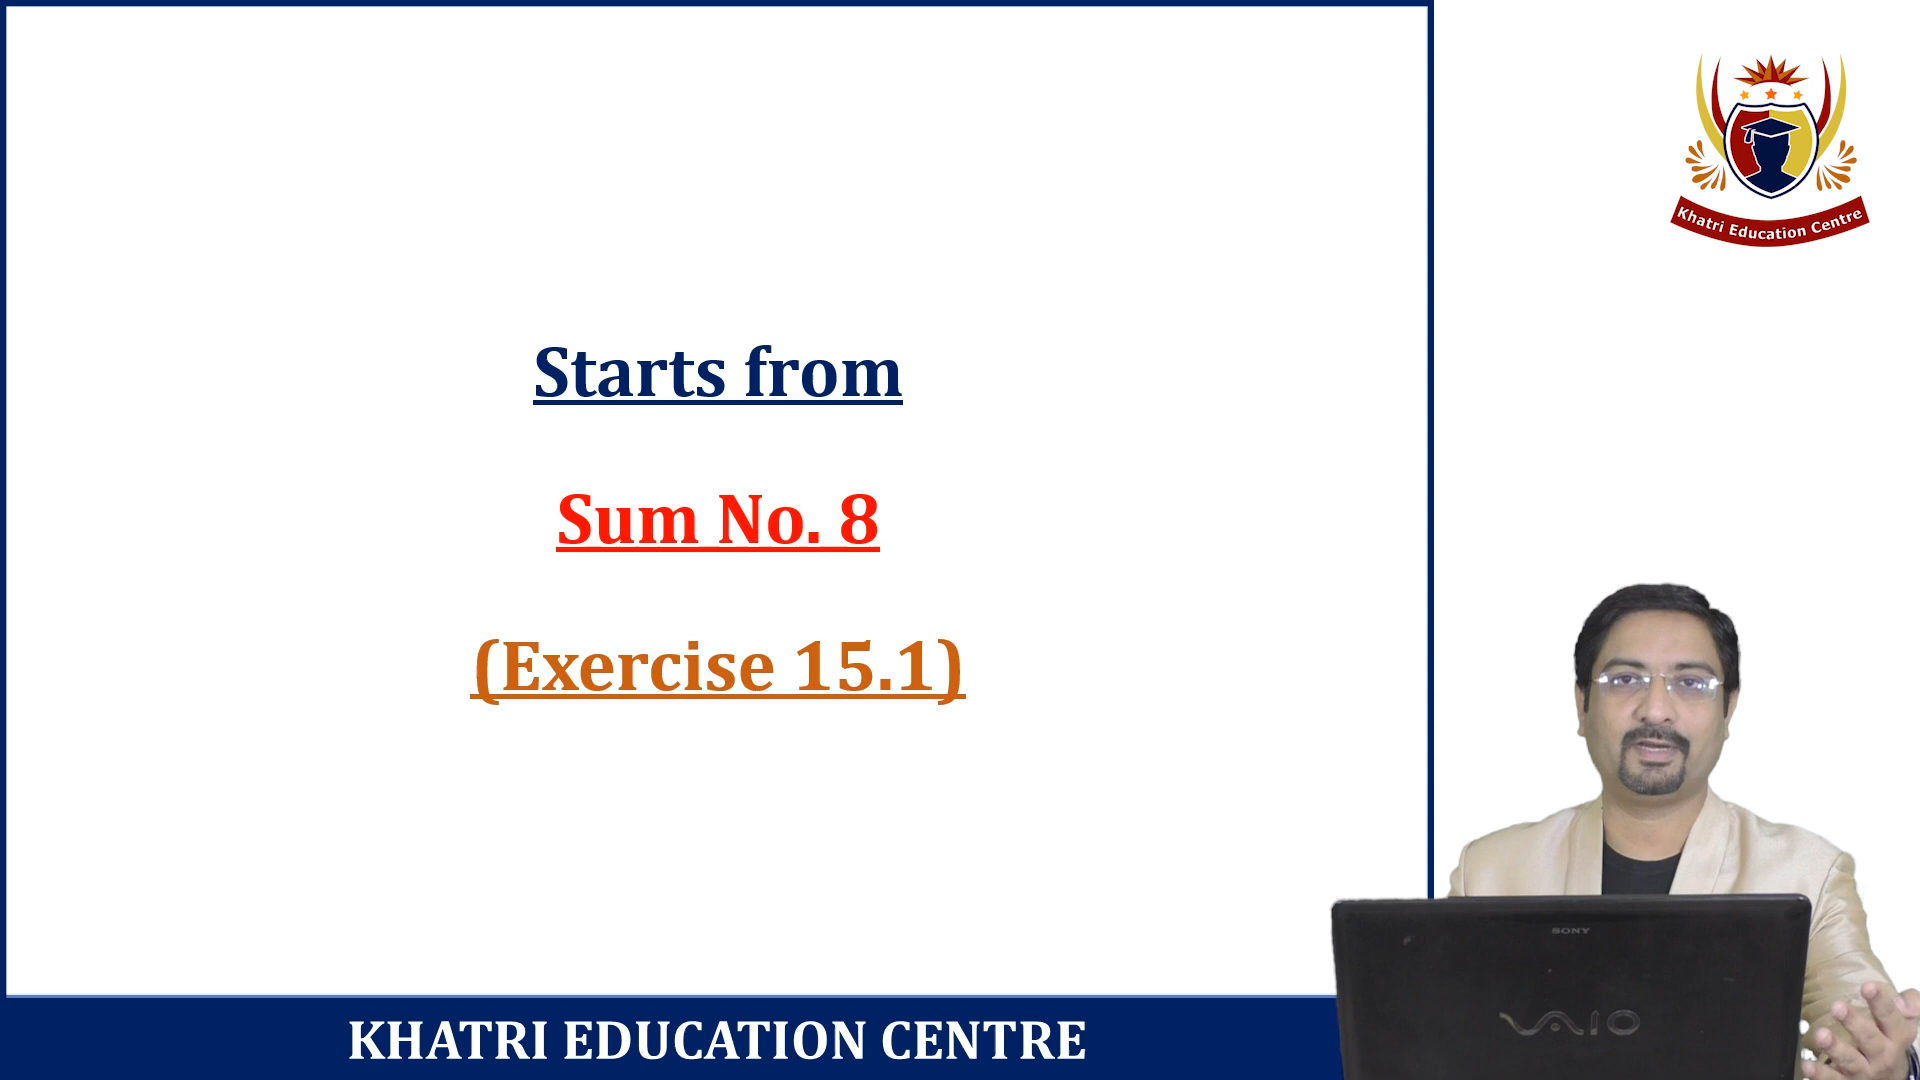 Starts from
Sum No. 8
(Exercise 15.1)
KHATRI EDUCATION CENTRE
Khatri Education Centre
SONY
VAIO